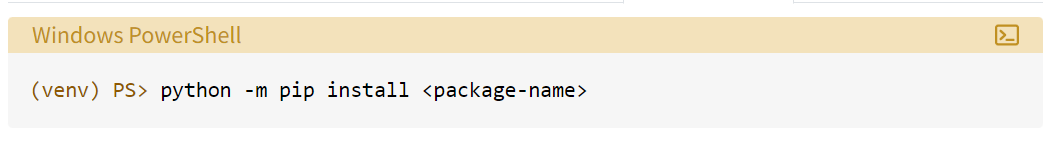 Windows PowerShell
(venv) PS> python -m pip install <package-name>